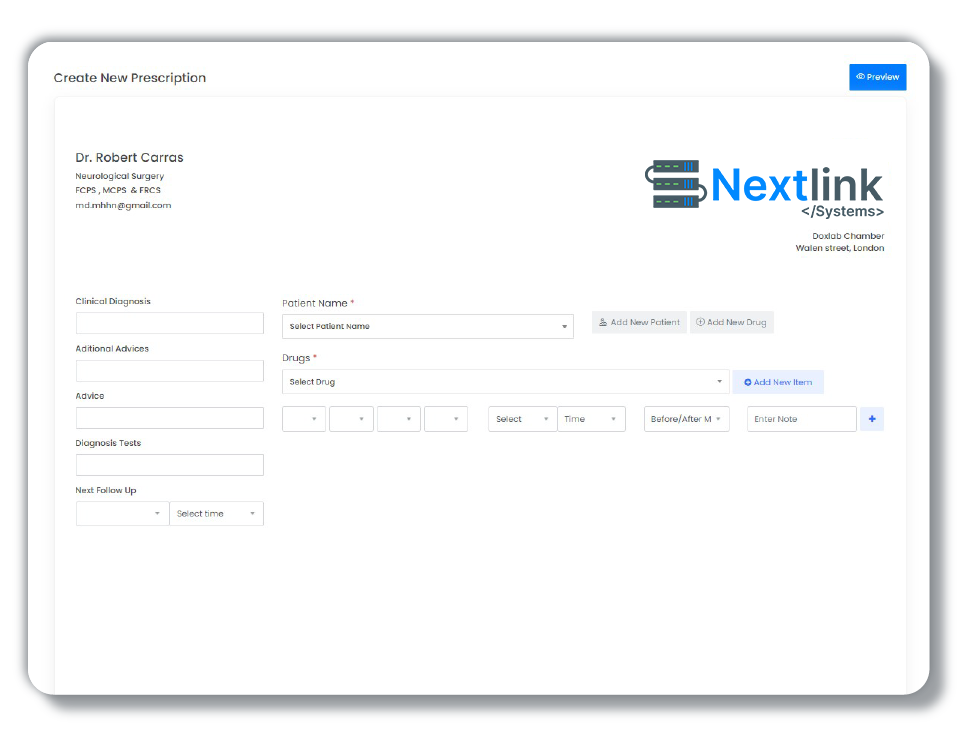 Create New Prescription
Preview
Dr. Robert Carras
Neurological Surgery
FCPS , MCPS & FRCS
md.mhhn@gmail.com
Nextlink
</Systems>
Doxlab Chamber
Walen street, London
Clinical Diagnosis
Aditional Advices
Advice
Diagnosis Tests
Next Follow Up
Select time
Patient Name *
Select Patient Name
Add New Patient
Add New Drug
Drugs *
Select Drug
Add New Item
Select
Time
Before/After M
Enter Note
+